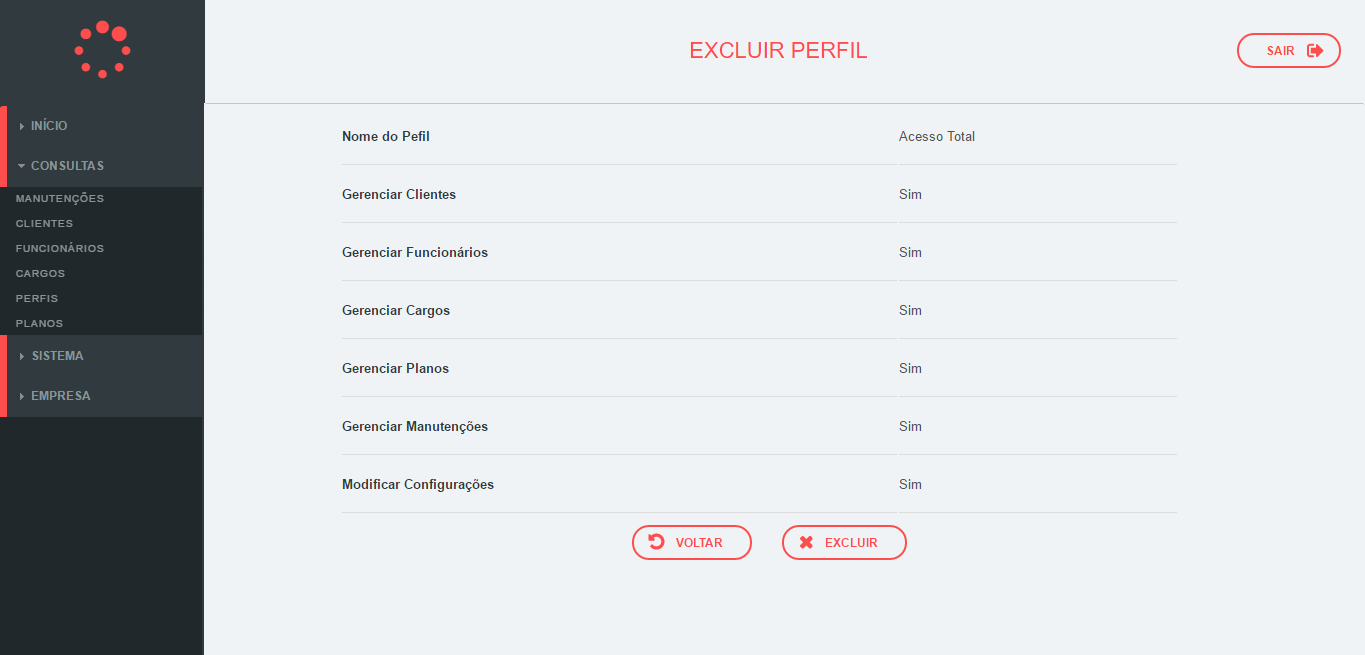 EXCLUIR PERFIL
SAIR
INÍCIO
CONSULTAS
MANUTENÇÕES
CLIENTES
FUNCIONÁRIOS
CARGOS
PERFIS
PLANOS
SISTEMA
EMPRESA
Nome do Pefil Acesso Total
Gerenciar Clientes Sim
Gerenciar Funcionários Sim
Gerenciar Cargos Sim
Gerenciar Planos Sim
Gerenciar Manutenções Sim
Modificar Configurações Sim
VOLTAR EXCLUIR